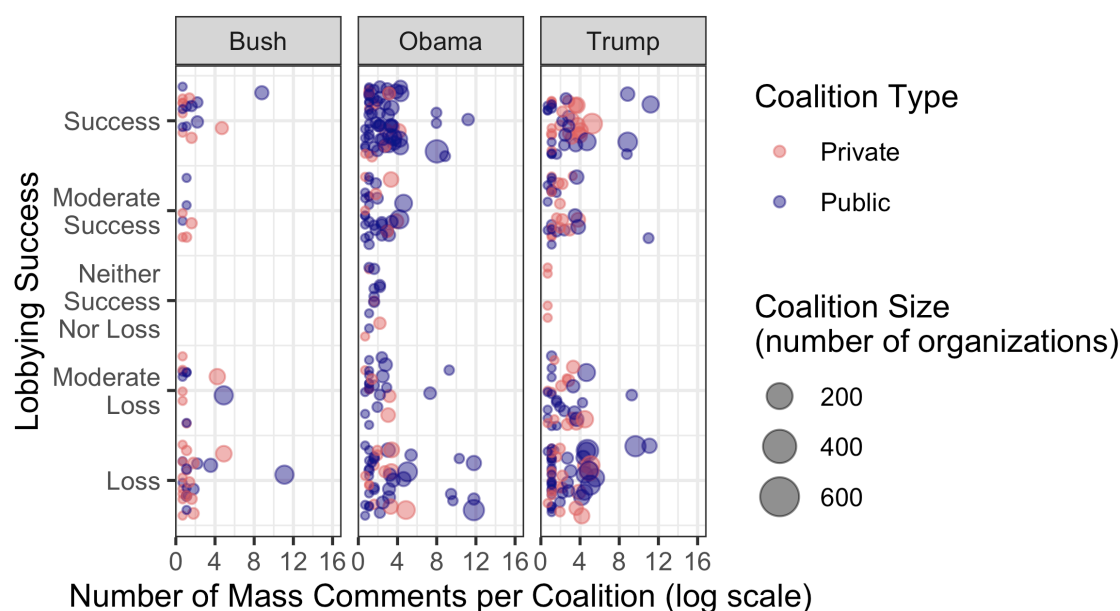 Bush
Obama
Trump
Lobbying Success
Success
Moderate
Success
Neither
Success
Nor Loss
Moderate
Loss
Loss
0 4 8 12 16 0 4 8 12 16 0 4 8 12 16
Number of Mass Comments per Coalition (log scale)
Coalition Type
Private
Public
Coalition Size
(number of organizations)
200
400
600